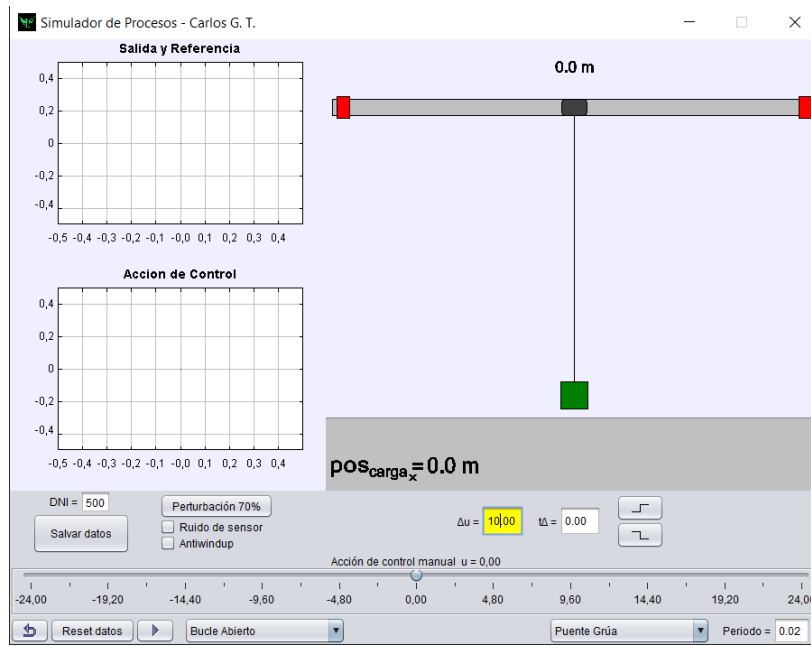 Simulador de Procesos - Carlos G. T.
Salida y Referencia
0,4
0,2
0
-0,2
-0,4
-0,5 -0,4 -0,3 -0,2 -0,1 -0,0 0,1 0,2 0,3 0,4
0.0 m
Accion de Control
0,4
0,2
0
-0,2
-0,4
-0,5 -0,4 -0,3 -0,2 -0,1 -0,0 0,1 0,2 0,3 0,4
poscargax=0.0 m
DNI = 500
Salvar datos
Perturbación 70%
Ruido de sensor
Antiwindup
Δu = 10,00 tΔ = 0.00
Acción de control manual u = 0,00
-24,00 -19,20 -14,40 -9,60 -4,80 0,00 4,80 9,60 14,40 19,20 24,00
Reset datos Bucle Abierto Puente Grúa Periodo = 0.02